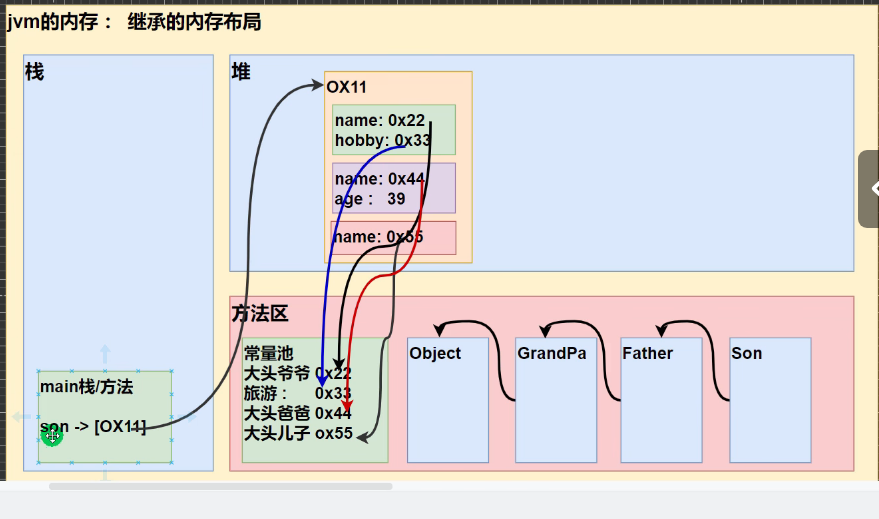 jvm的内存： 继承的内存布局
栈
堆
OX11
name: 0x22
hobby: 0x33
name: 0x44
age： 39
name: 0x55
方法区
常量池
大头爷爷 0x22
旅游： 0x33
大头爸爸 0x44
大头儿子 ox55
Object
GrandPa
Father
Son
main栈/方法
son -> [OX11]